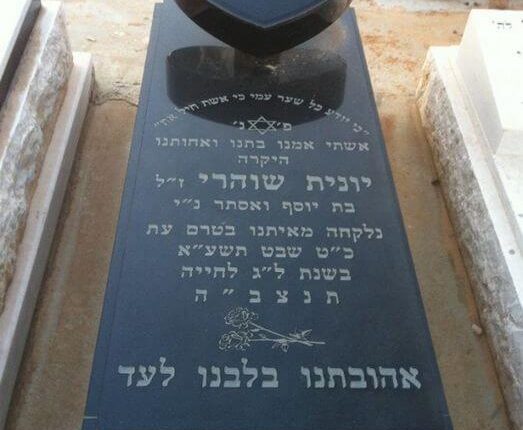 "כי יודע כל שער עמי כי אשת חיל את"
פ' נ'
אשתי אמנו בתנו ואחותנו
היקרה
יונית שוהרי ז"ל
בת יוסף ואסתר נ"י
נלקחה מאיתנו בטרם עת
כ"ט שבט תשע"א
בשנת ל"ג לחייה
ת נ צ ב " ה
אהובתנו בלבנו לעד
לה'